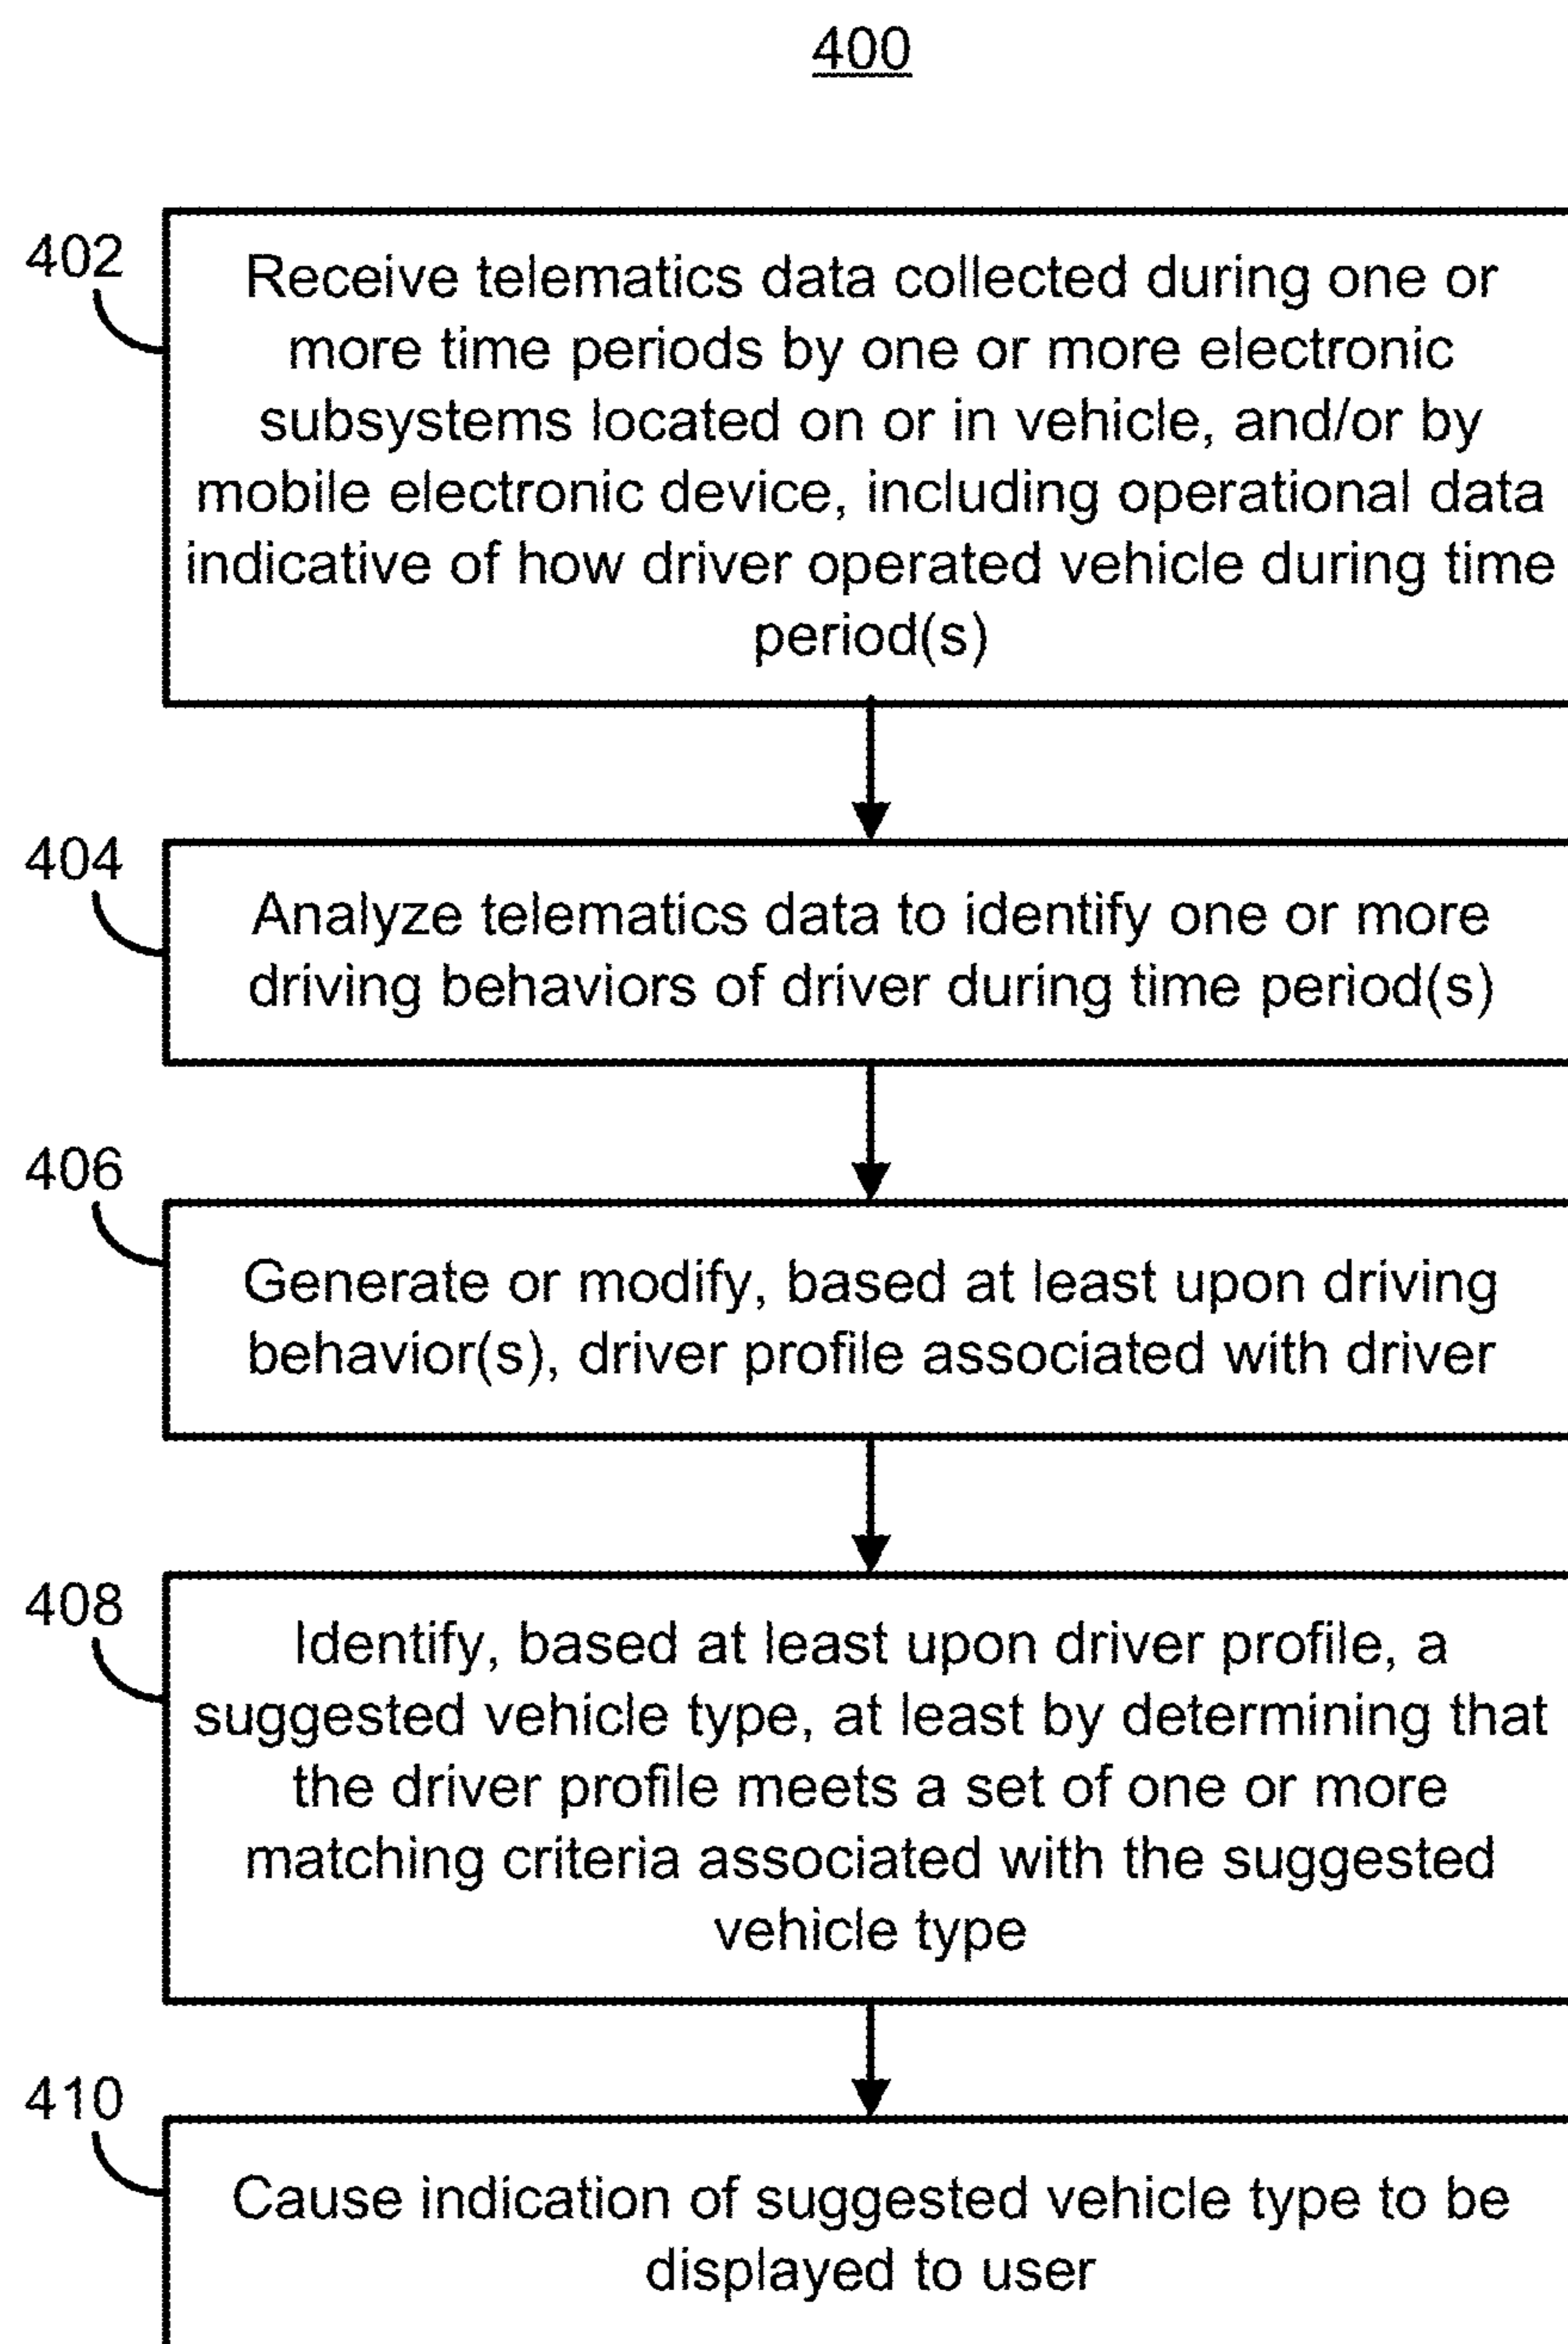 400
402
Receive telematics data collected during one or
more time periods by one or more electronic
subsystems located on or in vehicle, and/or by
mobile electronic device, including operational data
indicative of how driver operated vehicle during time
period(s)
404
Analyze telematics data to identify one or more
driving behaviors of driver during time period(s)
406
Generate or modify, based at least upon driving
behavior(s), driver profile associated with driver
408
Identify, based at least upon driver profile, a
suggested vehicle type, at least by determining that
the driver profile meets a set of one or more
matching criteria associated with the suggested
vehicle type
410
Cause indication of suggested vehicle type to be
displayed to user